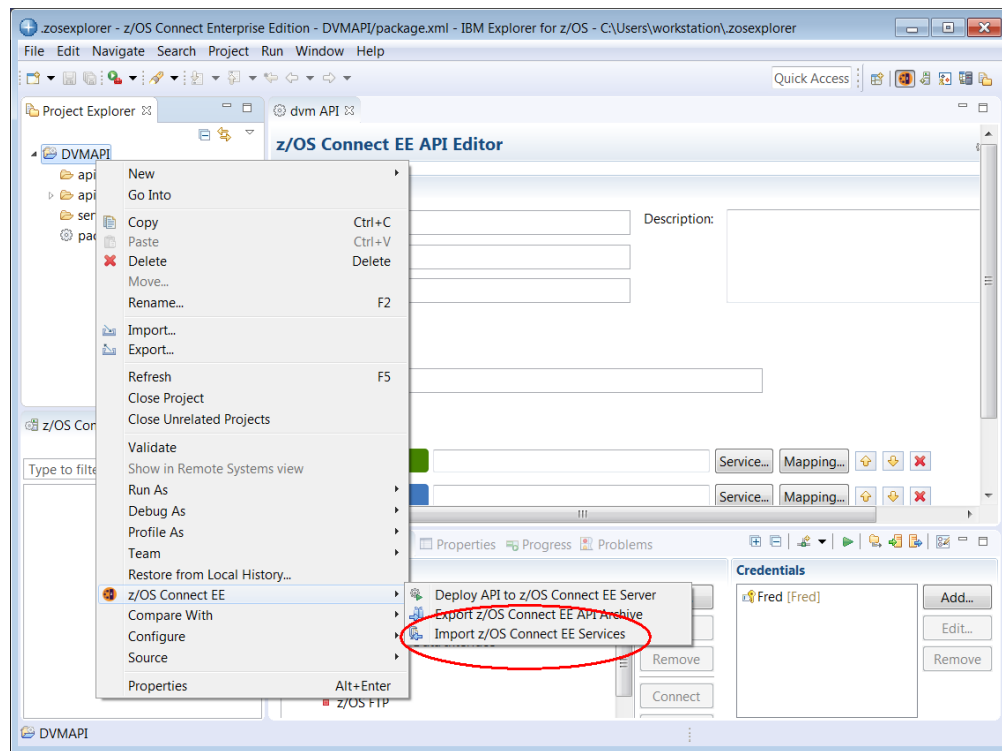 .zosexplorer - z/OS Connect Enterprise Edition - DVMAPI/package.xml - IBM Explorer for z/OS - C:\Users\workstation\.zosexplorer
File Edit Navigate Search Project Run Window Help
Quick Access
Project Explorer
dvm API
z/OS Connect EE API Editor
DVMAPI
api
api
ser
pac
Description:
New
Go Into
Copy Ctrl+C
Paste Ctrl+V
Delete Delete
Move...
Rename... F2
Import...
Export...
Refresh F5
Close Project
Close Unrelated Projects
Validate
Show in Remote Systems view
Run As
Debug As
Profile As
Team
Restore from Local History...
z/OS Connect EE
Compare With
Configure
Source
Properties Alt+Enter
z/OS Con
Type to filte
Service... Mapping...
Service... Mapping...
Properties Progress Problems
Deploy API to z/OS Connect EE Server
Export z/OS Connect EE API Archive
Import z/OS Connect EE Services
z/OS FTP
Remove
Connect
Credentials
Fred [Fred]
Add...
Edit...
Remove
DVMAPI